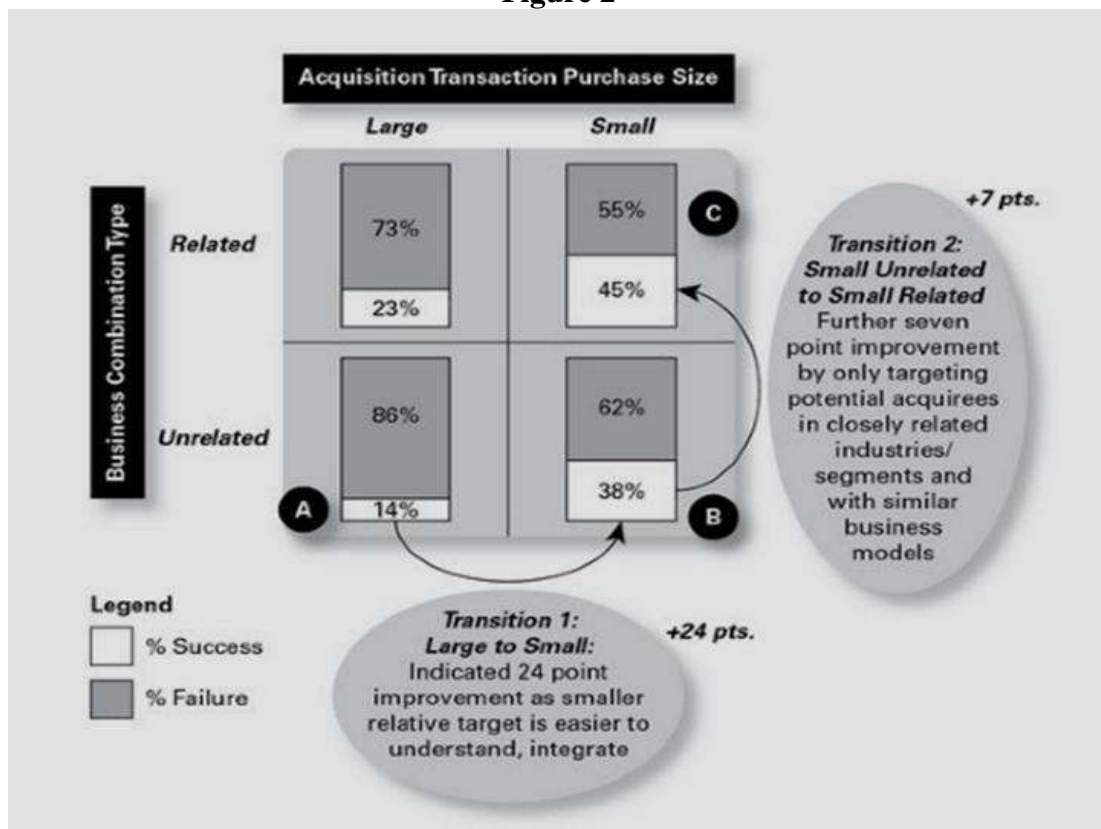 Figure 2
Acquisition Transaction Purchase Size
Large
Small
Business Combination Type
Related
73%
23%
55%
45%
C
Unrelated
86%
14%
A
62%
38%
B
+7 pts.
Transition 2:
Small Unrelated
to Small Related
Further seven
point improvement
by only targeting
potential acquirees
in closely related
industries/
segments and
with similar
business
models
Legend
% Success
% Failure
Transition 1:
Large to Small:
Indicated 24 point
improvement as smaller
relative target is easier to
understand, integrate
+24 pts.